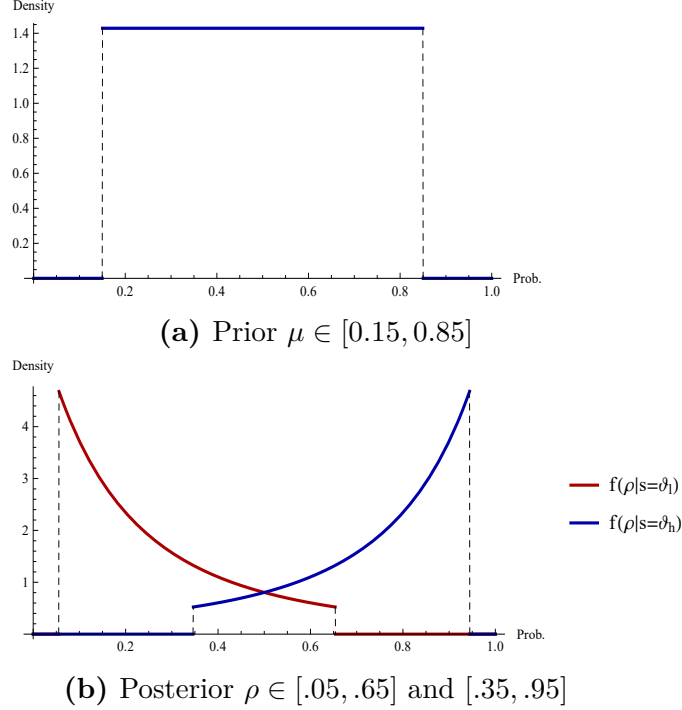 Density
1.4
1.2
1.0
0.8
0.6
0.4
0.2
0.2 0.4 0.6 0.8 1.0 Prob.
(a) Prior μ ∈ [0.15, 0.85]
Density
4
3
2
1
0.2 0.4 0.6 0.8 1.0 Prob.
f(ρ|s=ϑl)
f(ρ|s=ϑh)
(b) Posterior ρ ∈ [.05, .65] and [.35, .95]